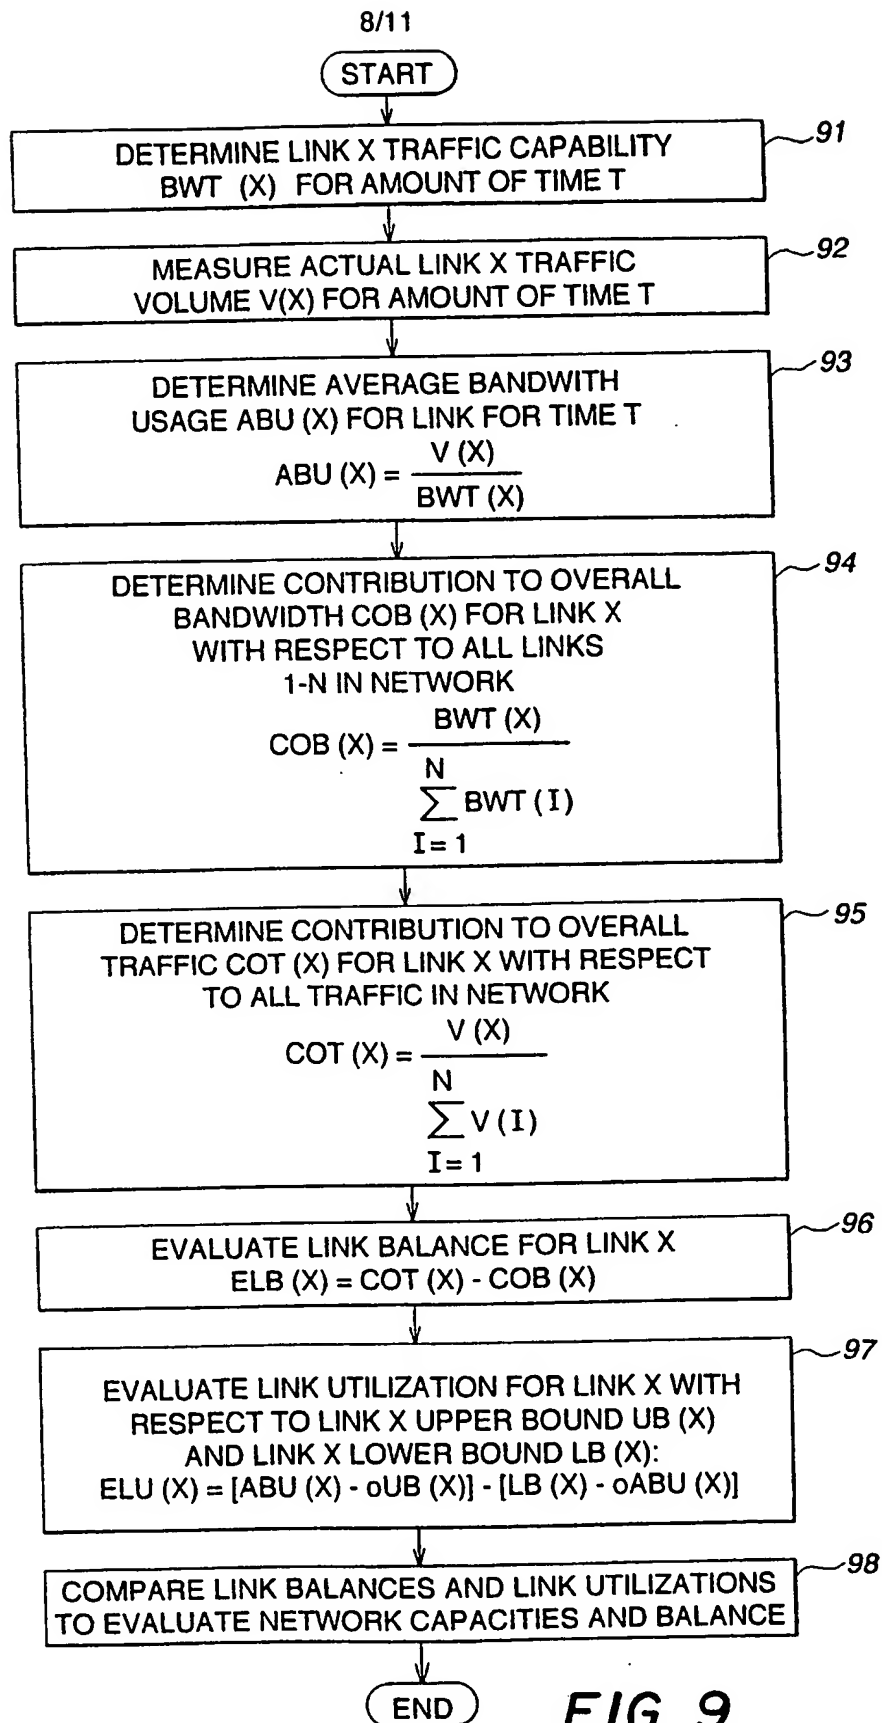 8/11
START
91
DETERMINE LINK X TRAFFIC CAPABILITY
BWT (X) FOR AMOUNT OF TIME T
92
MEASURE ACTUAL LINK X TRAFFIC
VOLUME V(X) FOR AMOUNT OF TIME T
93
DETERMINE AVERAGE BANDWITH
USAGE ABU (X) FOR LINK FOR TIME T
ABU (X) = V (X) / BWT (X)
94
DETERMINE CONTRIBUTION TO OVERALL
BANDWIDTH COB (X) FOR LINK X
WITH RESPECT TO ALL LINKS
1-N IN NETWORK
BWT (X)
COB (X) =
N
∑ BWT (I)
I = 1
95
DETERMINE CONTRIBUTION TO OVERALL
TRAFFIC COT (X) FOR LINK X WITH RESPECT
TO ALL TRAFFIC IN NETWORK
V (X)
COT (X) =
N
∑ V (I)
I = 1
96
EVALUATE LINK BALANCE FOR LINK X
ELB (X) = COT (X) - COB (X)
97
EVALUATE LINK UTILIZATION FOR LINK X WITH
RESPECT TO LINK X UPPER BOUND UB (X)
AND LINK X LOWER BOUND LB (X):
ELU (X) = [ABU (X) - oUB (X)] - [LB (X) - oABU (X)]
98
COMPARE LINK BALANCES AND LINK UTILIZATIONS
TO EVALUATE NETWORK CAPACITIES AND BALANCE
END
FIG. 9